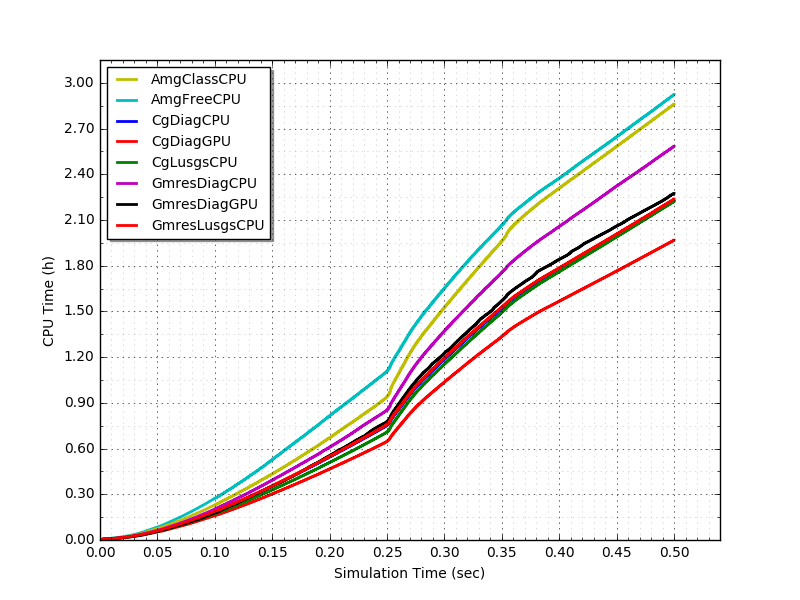 3.00
2.70
2.40
2.10
1.80
1.50
1.20
0.90
0.60
0.30
0.00
CPU Time (h)
AmgClassCPU
AmgFreeCPU
CgDiagCPU
CgDiagGPU
CgLusgsCPU
GmresDiagCPU
GmresDiagGPU
GmresLusgsCPU
0.00 0.05 0.10 0.15 0.20 0.25 0.30 0.35 0.40 0.45 0.50
Simulation Time (sec)